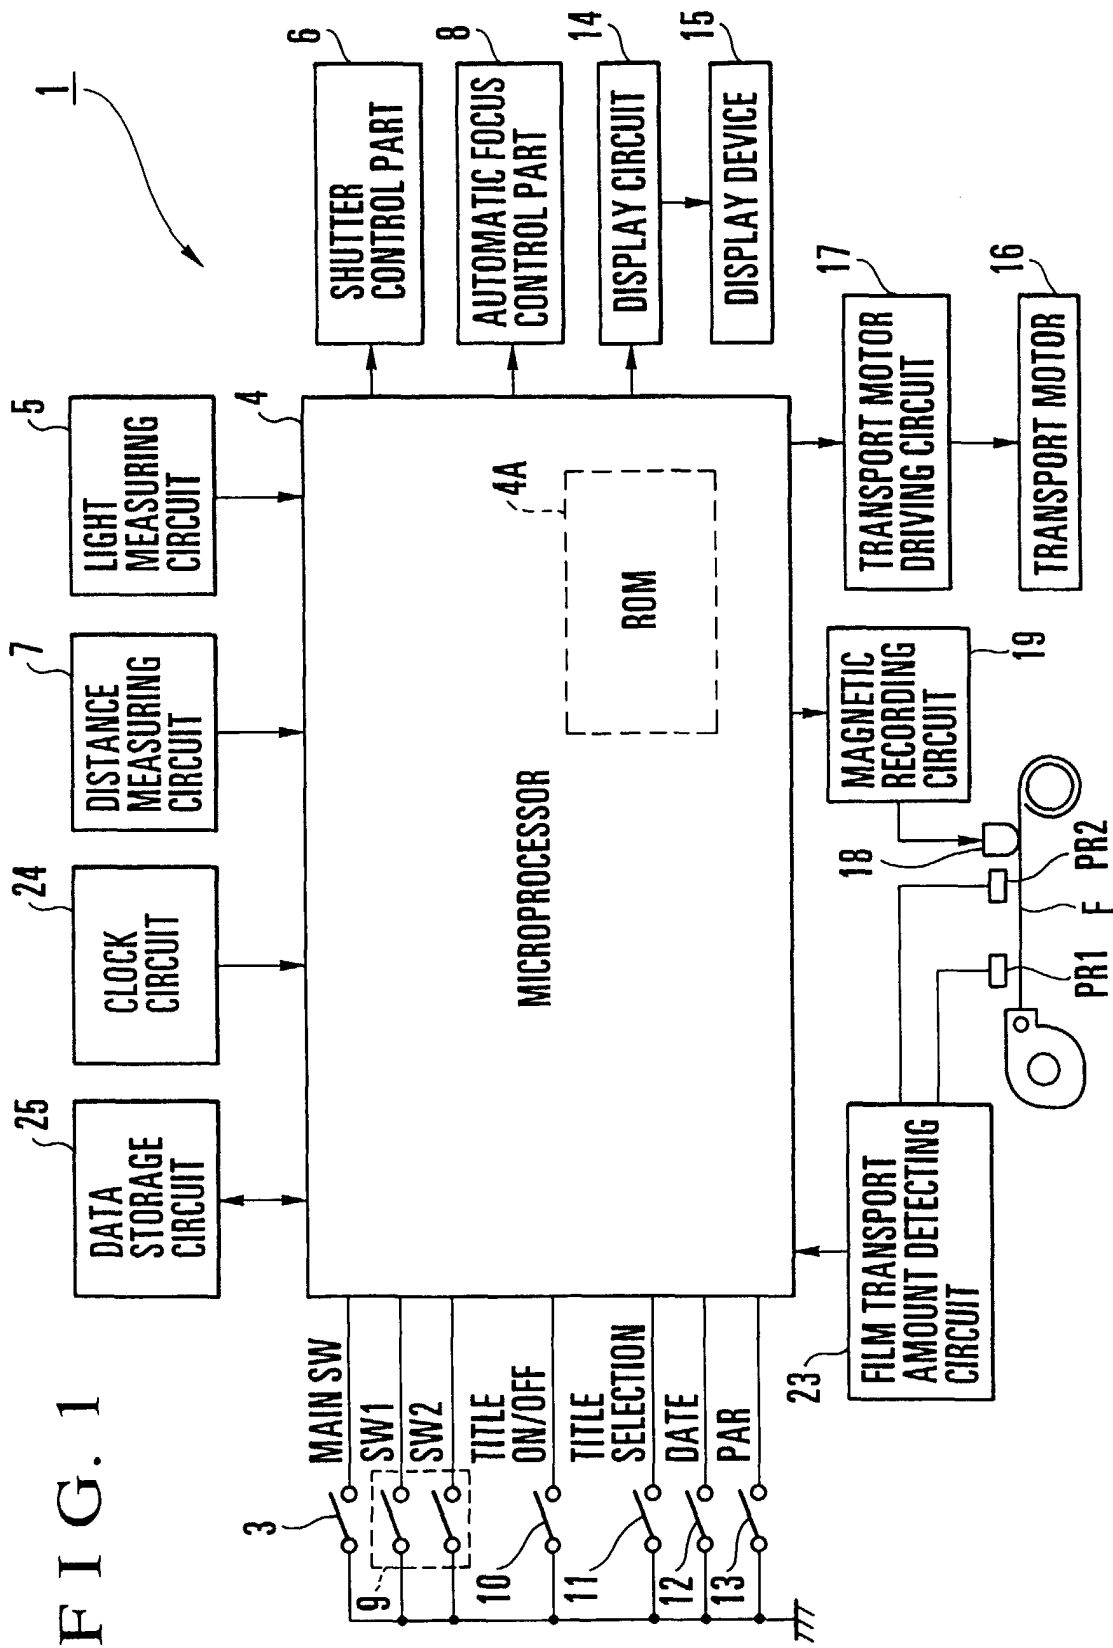 FIG. 1
1
25
DATA
STORAGE
CIRCUIT
24
CLOCK
CIRCUIT
7
DISTANCE
MEASURING
CIRCUIT
5
LIGHT
MEASURING
CIRCUIT
4
MICROPROCESSOR
4A
ROM
6
SHUTTER
CONTROL PART
8
AUTOMATIC FOCUS
CONTROL PART
14
DISPLAY CIRCUIT
15
DISPLAY DEVICE
3
MAIN SW
9
SW1
SW2
10
TITLE
ON/OFF
11
TITLE
SELECTION
12
DATE
13
PAR
23
FILM TRANSPORT
AMOUNT DETECTING
CIRCUIT
PR1
F
PR2
18
MAGNETIC
RECORDING
CIRCUIT
19
17
TRANSPORT MOTOR
DRIVING CIRCUIT
16
TRANSPORT MOTOR